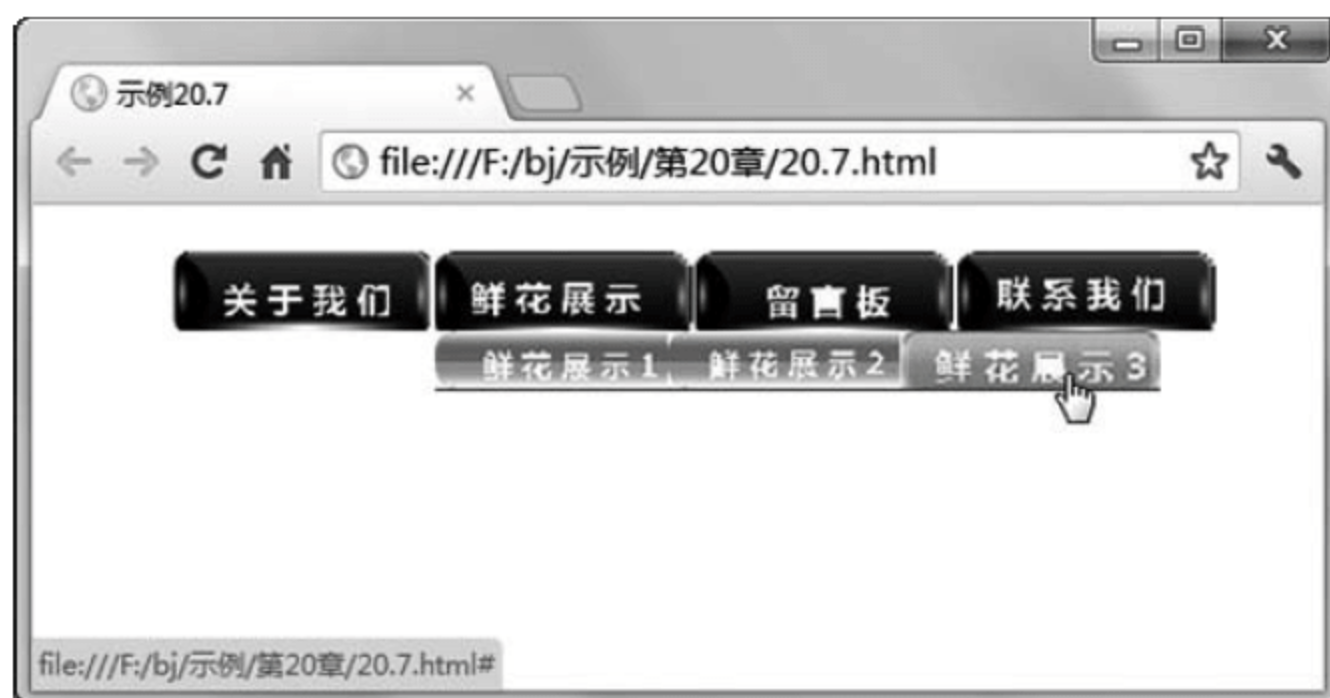 示例20.7
file:///F:/bj/示例/第20章/20.7.html
关于我们 鲜花展示 留言板 联系我们
鲜花展示1 鲜花展示2 鲜花展示3
file:///F:/bj/示例/第20章/20.7.html#